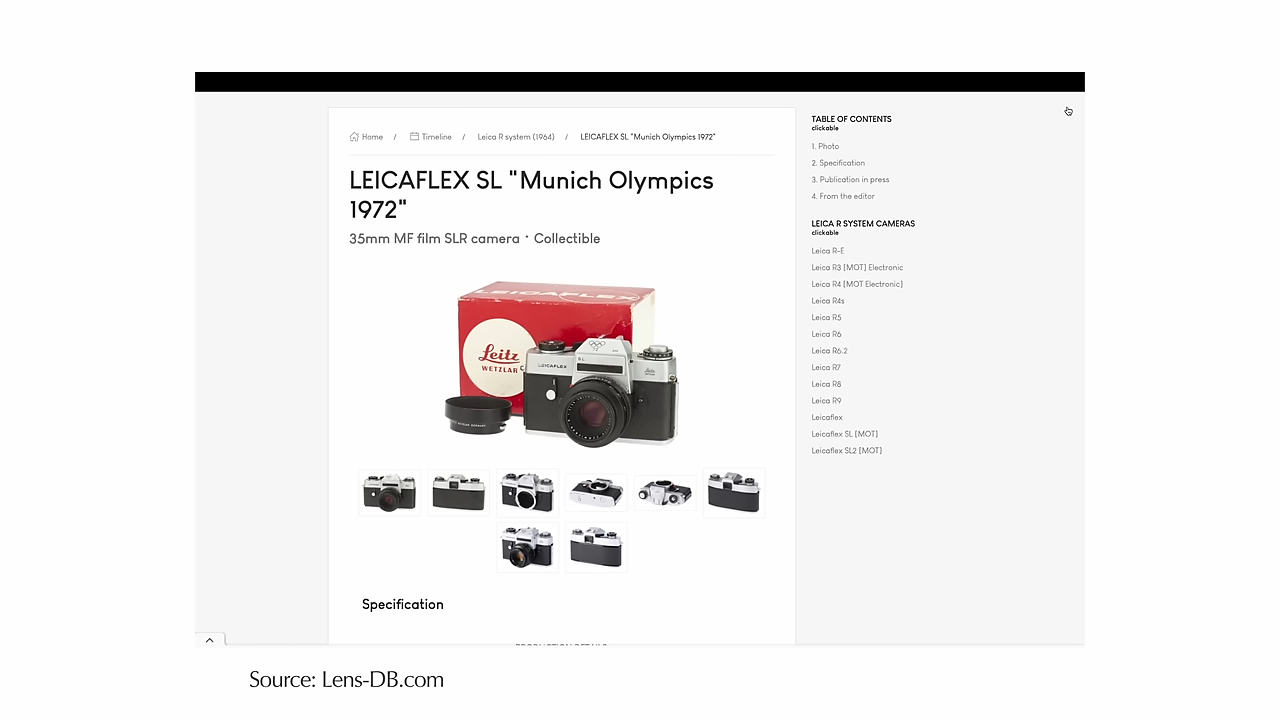 Home / Timeline / Leica R system (1964) / LEICAFLEX SL "Munich Olympics 1972"
LEICAFLEX SL "Munich Olympics
1972"
35mm MF film SLR camera · Collectible
LEICAFLEX
Leitz
WETZLAR
LEICAFLEX
SL
Specification
TABLE OF CONTENTS
clickable
1. Photo
2. Specification
3. Publication in press
4. From the editor
LEICA R SYSTEM CAMERAS
clickable
Leica R-E
Leica R3 [MOT] Electronic
Leica R4 [MOT Electronic]
Leica R4s
Leica R5
Leica R6
Leica R6.2
Leica R7
Leica R8
Leica R9
Leicaflex
Leicaflex SL [MOT]
Leicaflex SL2 [MOT]
Source: Lens-DB.com